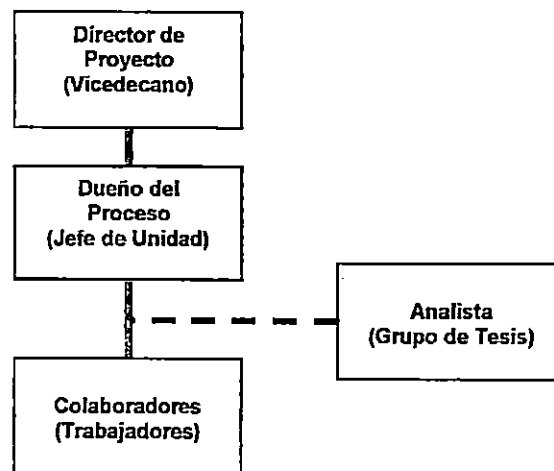 Director de
Proyecto
(Vicedecano)
Dueño del
Proceso
(Jefe de Unidad)
Analista
(Grupo de Tesis)
Colaboradores
(Trabajadores)